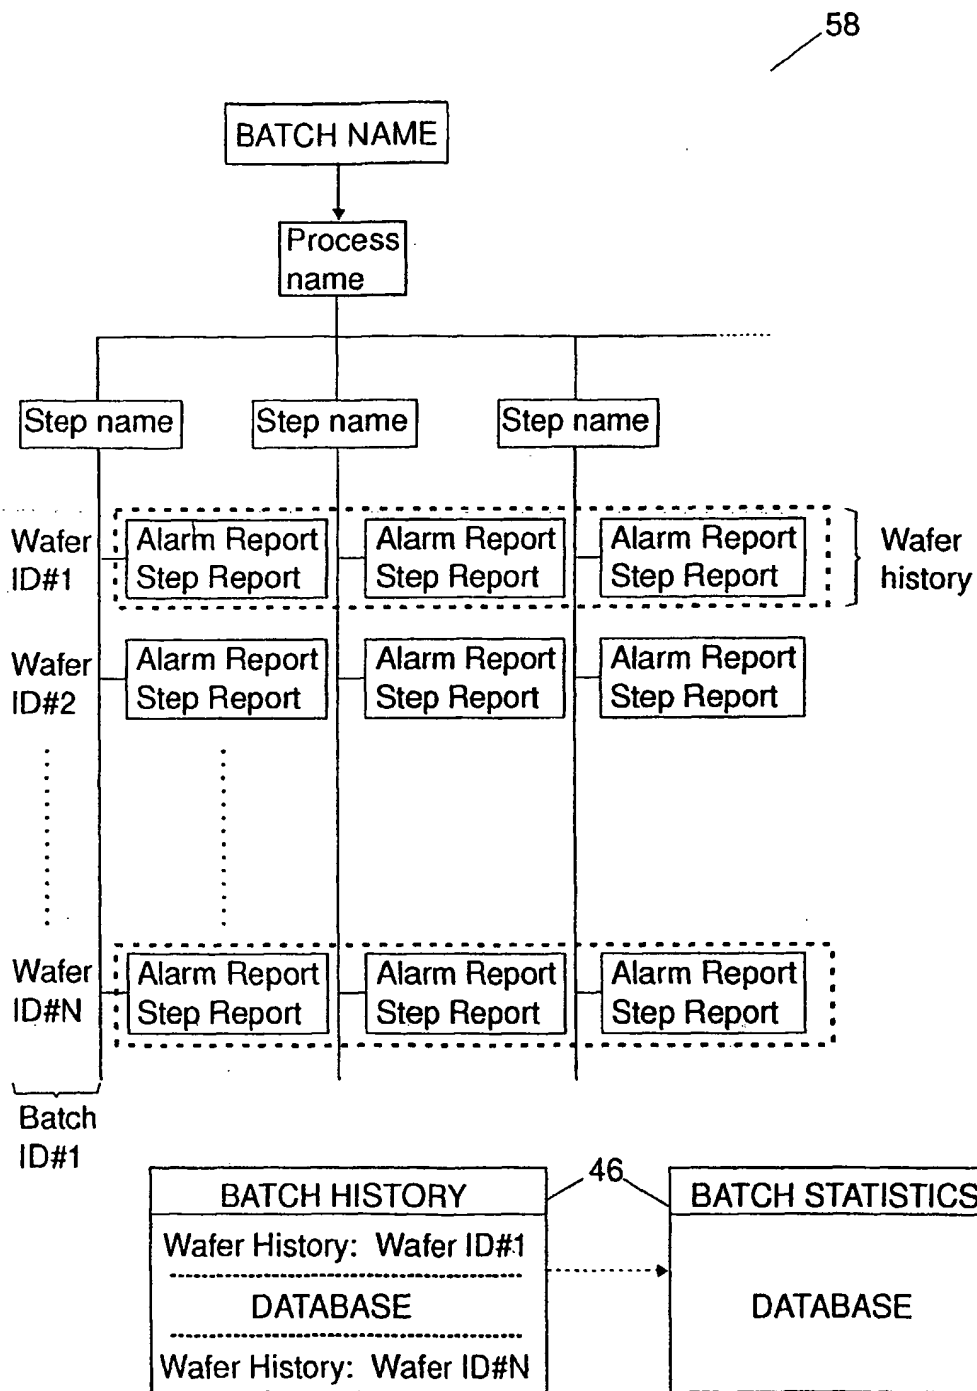 58
BATCH NAME
Process
name
Step name
Step name
Step name
Wafer
ID#1
Alarm Report
Step Report
Alarm Report
Step Report
Alarm Report
Step Report
Wafer
history
Wafer
ID#2
Alarm Report
Step Report
Alarm Report
Step Report
Alarm Report
Step Report
Wafer
ID#N
Alarm Report
Step Report
Alarm Report
Step Report
Alarm Report
Step Report
Batch
ID#1
46
BATCH HISTORY
Wafer History: Wafer ID#1
DATABASE
Wafer History: Wafer ID#N
BATCH STATISTICS
DATABASE